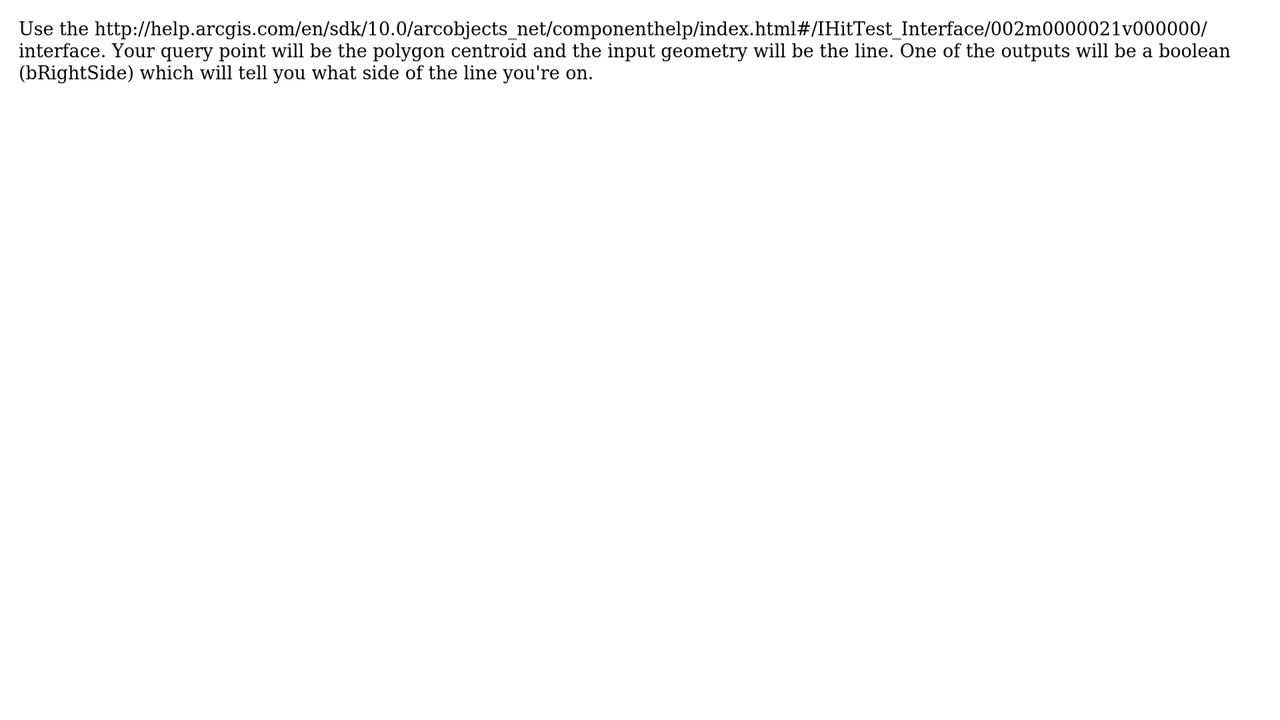 Use the http://help.arcgis.com/en/sdk/10.0/arcobjects_net/componenthelp/index.html#/IHitTest_Interface/002m0000021v000000/
interface. Your query point will be the polygon centroid and the input geometry will be the line. One of the outputs will be a boolean
(bRightSide) which will tell you what side of the line you're on.